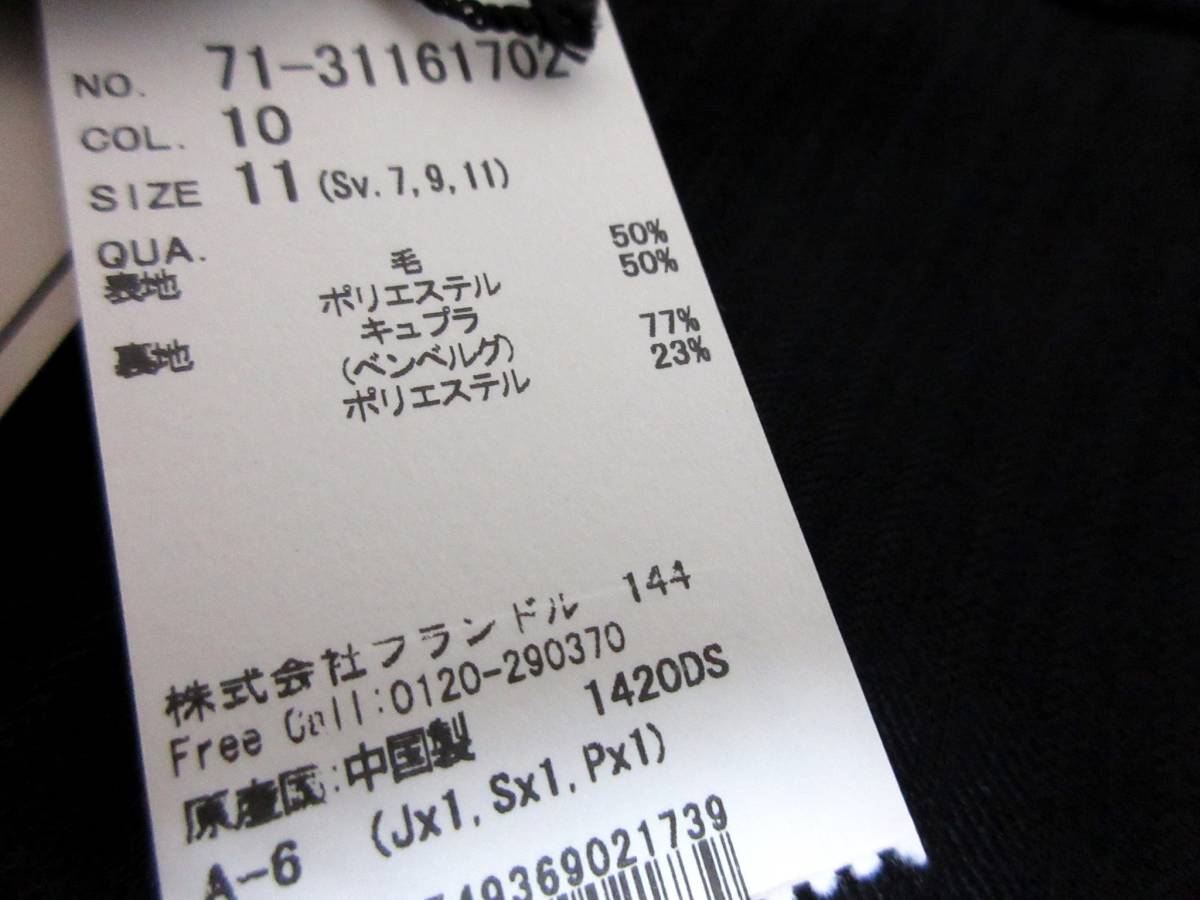 NO. 71-31161702
COL. 10
SIZE 11 (Sv.7,9,11)
QUA.
表地 毛 50%
ポリエステル 50%
裏地 キュプラ 77%
(ベンベルグ) 23%
ポリエステル
株式会社フランドル 144
Free Call:0120-290370
原産国:中国製 1420DS
A-6 (Jx1,Sx1,Px1)
49369021739